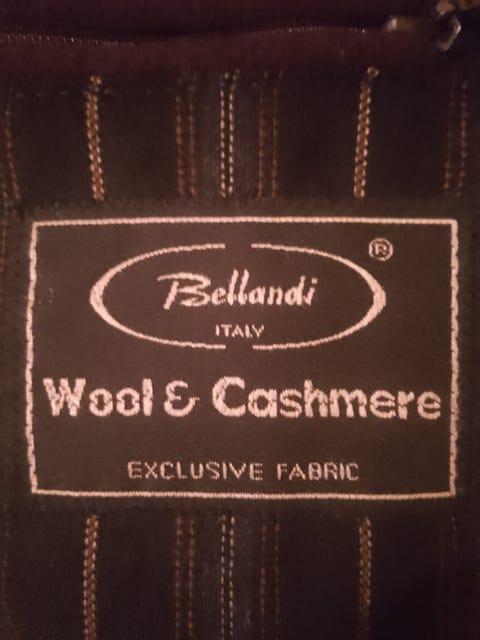 ®
Bellandi
ITALY
Wool & Cashmere
EXCLUSIVE FABRIC